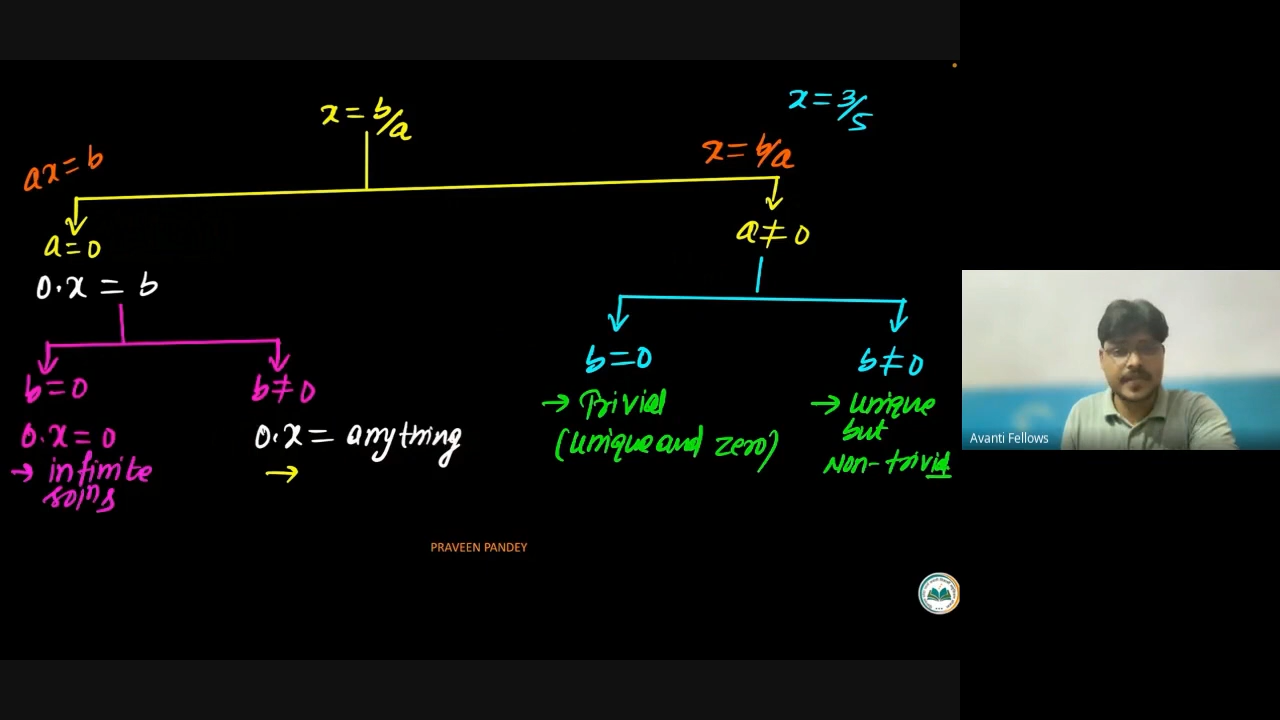 x = b/a
x = 3/5
ax = b
x = b/a
a = 0
a ≠ 0
0·x = b
b = 0
b ≠ 0
b = 0
b ≠ 0
0·x = 0
→ infinite
solns
0·x = anything
→
→ Trivial
(unique and zero)
→ unique
but
Non-trivial
Avanti Fellows
PRAVEEN PANDEY